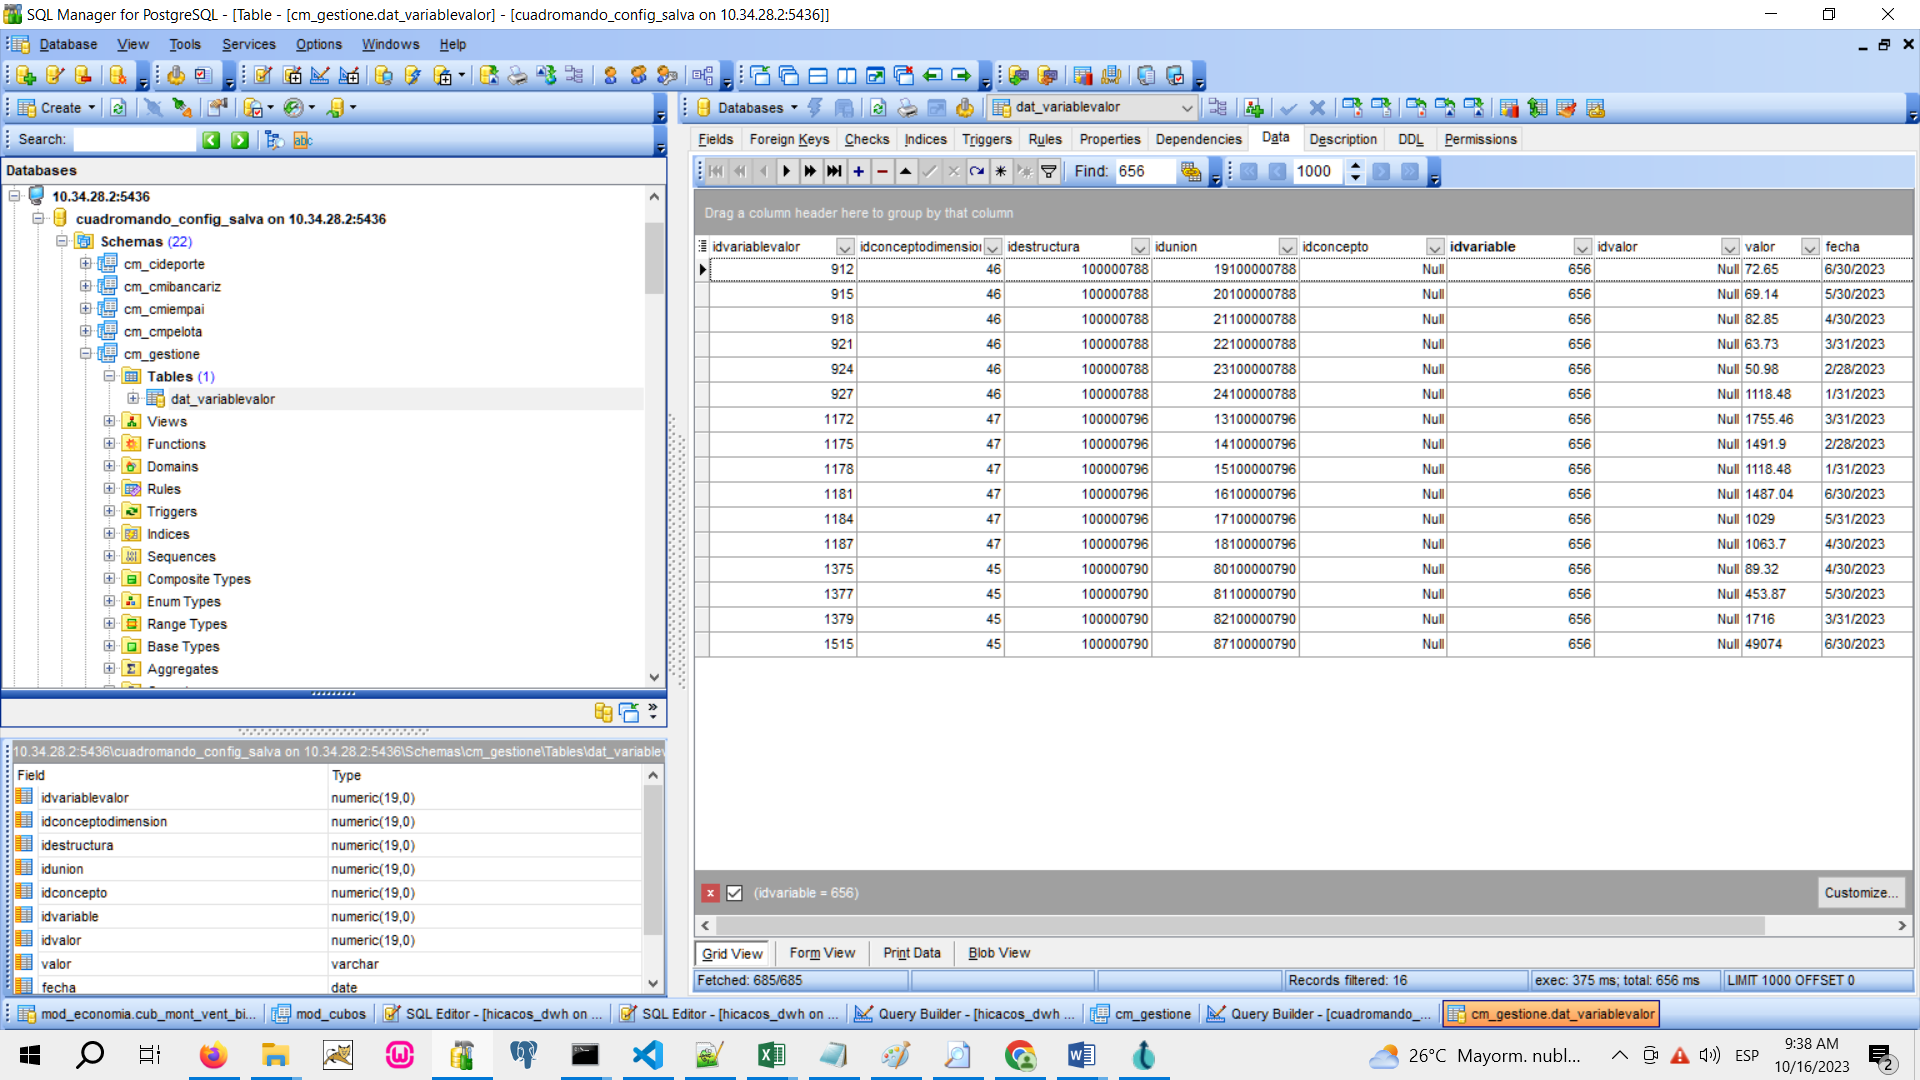 SQL Manager for PostgreSQL - [Table - [cm_gestione.dat_variablevalor] - [cuadromando_config_salva on 10.34.28.2:5436]]
Database View Tools Services Options Windows Help
Create
Databases
dat_variablevalor
Search:
abc
Fields Foreign Keys Checks Indices Triggers Rules Properties Dependencies Data Description DDL Permissions
Find: 656
1000
Databases
10.34.28.2:5436
cuadromando_config_salva on 10.34.28.2:5436
Schemas (22)
cm_cideporte
cm_cmibancariz
cm_cmiempai
cm_cmpelota
cm_gestione
Tables (1)
dat_variablevalor
Views
Functions
Domains
Rules
Triggers
Indices
Sequences
Composite Types
Enum Types
Range Types
Base Types
Aggregates
10.34.28.2:5436\cuadromando_config_salva on 10.34.28.2:5436\Schemas\cm_gestione\Tables\dat_variablev
Field Type
idvariablevalor numeric(19,0)
idconceptodimension numeric(19,0)
idestructura numeric(19,0)
idunion numeric(19,0)
idconcepto numeric(19,0)
idvariable numeric(19,0)
idvalor numeric(19,0)
valor varchar
fecha date
Drag a column header here to group by that column
idvariablevalor idconceptodimension idestructura idunion idconcepto idvariable idvalor valor fecha
912 46 100000788 19100000788 Null 656 Null 72.65 6/30/2023
915 46 100000788 20100000788 Null 656 Null 69.14 5/30/2023
918 46 100000788 21100000788 Null 656 Null 82.85 4/30/2023
921 46 100000788 22100000788 Null 656 Null 63.73 3/31/2023
924 46 100000788 23100000788 Null 656 Null 50.98 2/28/2023
927 46 100000788 24100000788 Null 656 Null 1118.48 1/31/2023
1172 47 100000796 13100000796 Null 656 Null 1755.46 3/31/2023
1175 47 100000796 14100000796 Null 656 Null 1491.9 2/28/2023
1178 47 100000796 15100000796 Null 656 Null 1118.48 1/31/2023
1181 47 100000796 16100000796 Null 656 Null 1487.04 6/30/2023
1184 47 100000796 17100000796 Null 656 Null 1029 5/31/2023
1187 47 100000796 18100000796 Null 656 Null 1063.7 4/30/2023
1375 45 100000790 80100000790 Null 656 Null 89.32 4/30/2023
1377 45 100000790 81100000790 Null 656 Null 453.87 5/30/2023
1379 45 100000790 82100000790 Null 656 Null 1716 3/31/2023
1515 45 100000790 87100000790 Null 656 Null 49074 6/30/2023
(idvariable = 656)
Customize...
Grid View Form View Print Data Blob View
Fetched: 685/685 Records filtered: 16 exec: 375 ms; total: 656 ms LIMIT 1000 OFFSET 0
mod_economia.cub_mont_vent_bi... mod_cubos SQL Editor - [hicacos_dwh on ... SQL Editor - [hicacos_dwh on ... Query Builder - [hicacos_dwh ... cm_gestione Query Builder - [cuadromando_... cm_gestione.dat_variablevalor
26°C Mayorm. nubl...
ESP
9:38 AM
10/16/2023
2